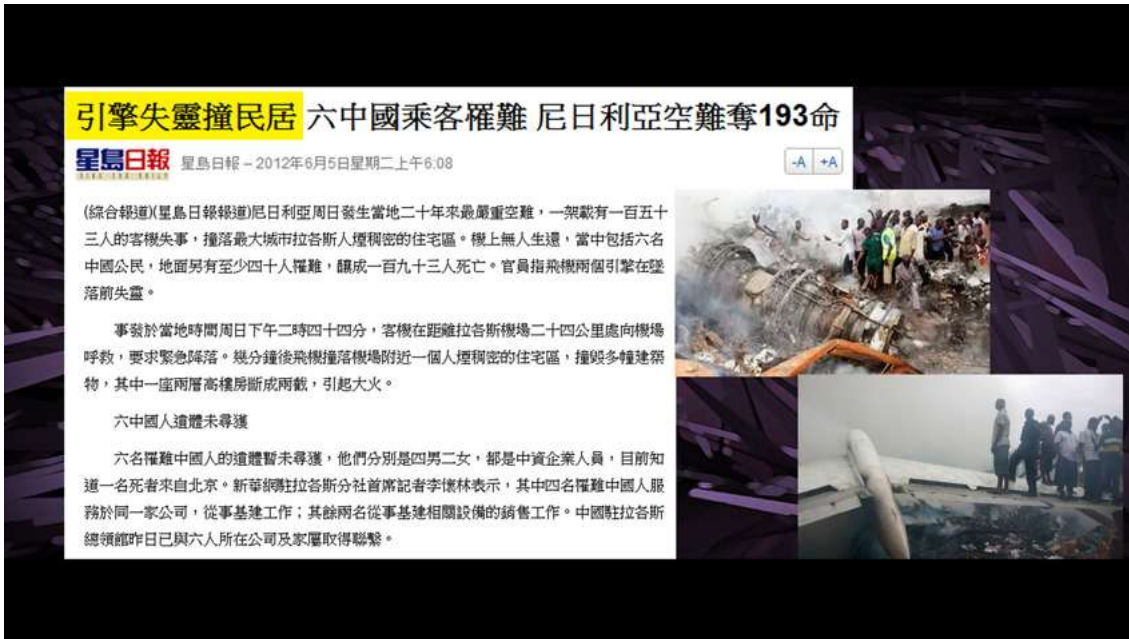 引擎失靈撞民居 六中國乘客罹難 尼日利亞空難奪193命
星島日報 星島日報 – 2012年6月5日星期二上午6:08
-A +A
(綜合報道)(星島日報報道)尼日利亞周日發生當地二十年來最嚴重空難，一架載有一百五十
三人的客機失事，撞落最大城市拉各斯人煙稠密的住宅區。機上無人生還，當中包括六名
中國公民，地面另有至少四十人罹難，釀成一百九十三人死亡。官員指飛機兩個引擎在墜
落前失靈。
事發於當地時間周日下午二時四十四分，客機在距離拉各斯機場二十四公里處向機場
呼救，要求緊急降落。幾分鐘後飛機撞落機場附近一個人煙稠密的住宅區，撞毀多幢建築
物，其中一座兩層高樓房斷成兩截，引起大火。
六中國人遺體未尋獲
六名罹難中國人的遺體暫未尋獲，他們分別是四男二女，都是中資企業人員，目前知
道一名死者來自北京。新華網駐拉各斯分社首席記者李懷林表示，其中四名罹難中國人服
務於同一家公司，從事基建工作；其餘兩名從事基建相關設備的銷售工作。中國駐拉各斯
總領館昨日已與六人所在公司及家屬取得聯繫。